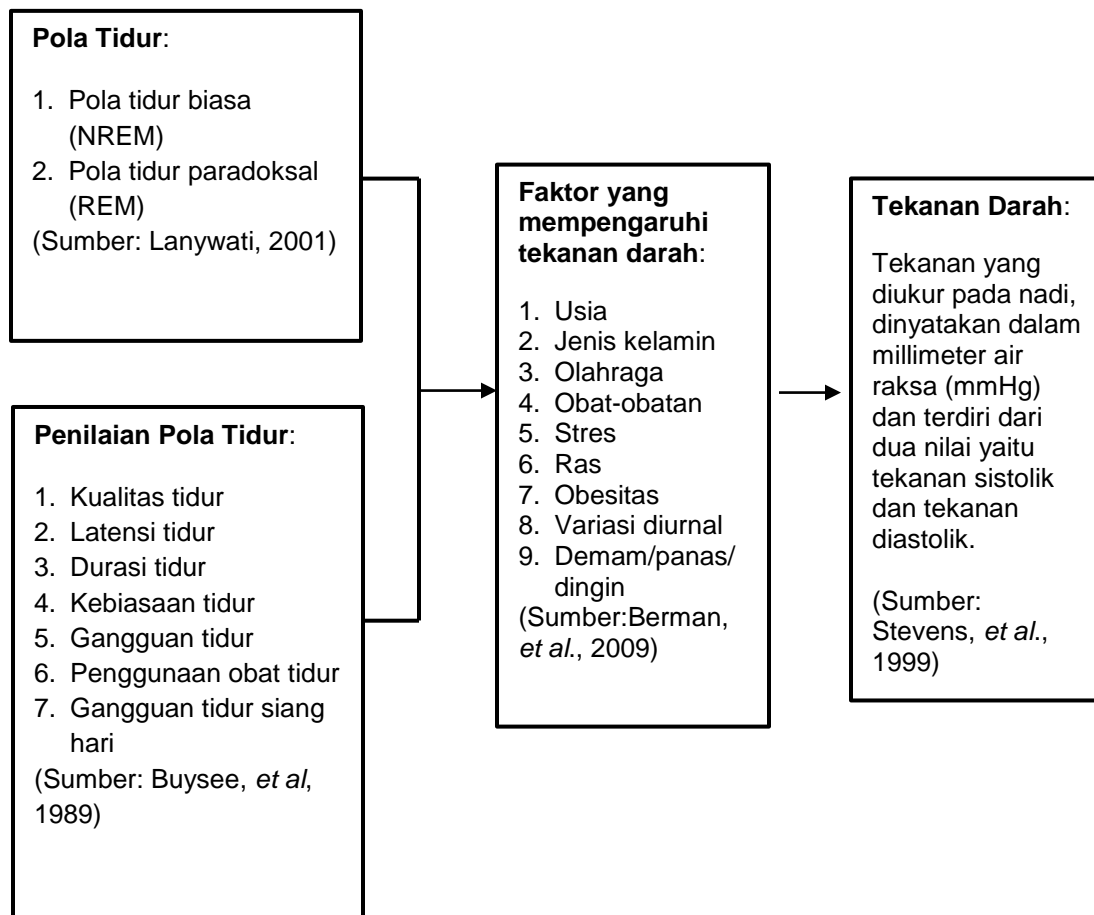 Pola Tidur:
1. Pola tidur biasa
(NREM)
2. Pola tidur paradoksal
(REM)
(Sumber: Lanywati, 2001)
Penilaian Pola Tidur:
1. Kualitas tidur
2. Latensi tidur
3. Durasi tidur
4. Kebiasaan tidur
5. Gangguan tidur
6. Penggunaan obat tidur
7. Gangguan tidur siang
hari
(Sumber: Buysee, et al,
1989)
Faktor yang
mempengaruhi
tekanan darah:
1. Usia
2. Jenis kelamin
3. Olahraga
4. Obat-obatan
5. Stres
6. Ras
7. Obesitas
8. Variasi diurnal
9. Demam/panas/
dingin
(Sumber:Berman,
et al., 2009)
Tekanan Darah:
Tekanan yang
diukur pada nadi,
dinyatakan dalam
millimeter air
raksa (mmHg)
dan terdiri dari
dua nilai yaitu
tekanan sistolik
dan tekanan
diastolik.
(Sumber:
Stevens, et al.,
1999)